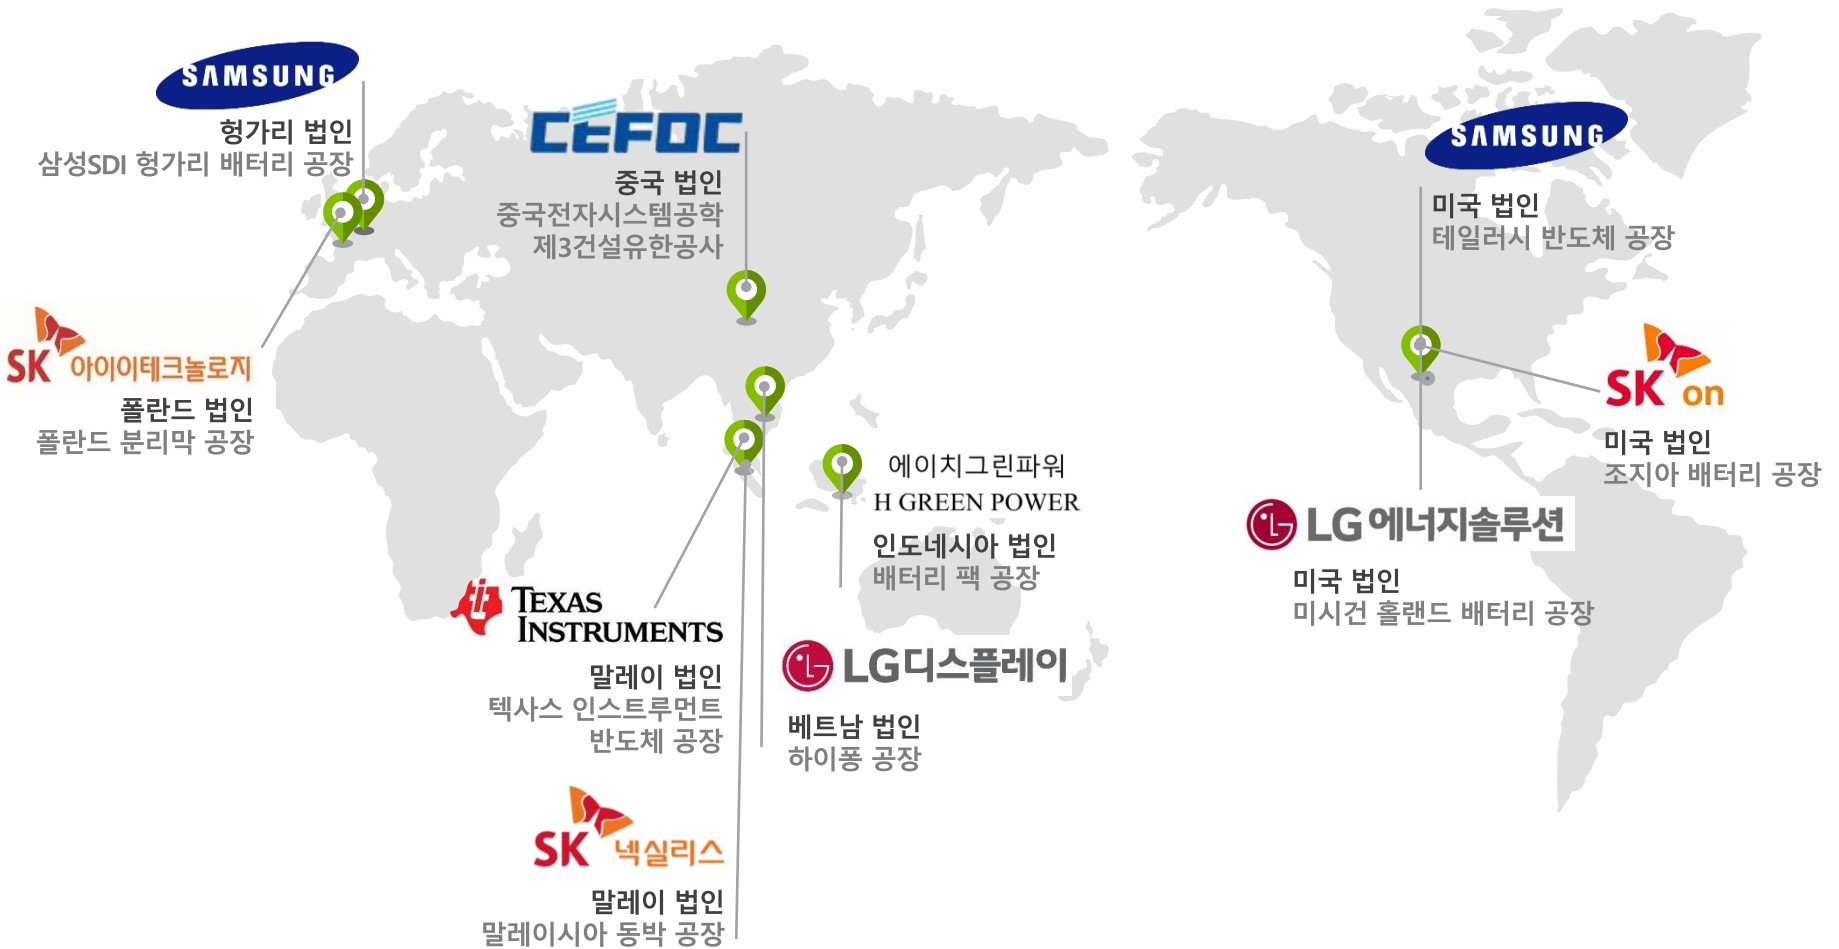 SAMSUNG
헝가리 법인
삼성SDI 헝가리 배터리 공장
CEFOC
중국 법인
중국전자시스템공학
제3건설유한공사
SAMSUNG
미국 법인
테일러시 반도체 공장
SK 아이이테크놀로지
폴란드 법인
폴란드 분리막 공장
SK on
미국 법인
조지아 배터리 공장
에이치그린파워
H GREEN POWER
인도네시아 법인
배터리 팩 공장
LG에너지솔루션
미국 법인
미시건 홀랜드 배터리 공장
TEXAS
INSTRUMENTS
말레이 법인
텍사스 인스트루먼트
반도체 공장
LG디스플레이
베트남 법인
하이퐁 공장
SK 넥실리스
말레이 법인
말레이시아 동박 공장